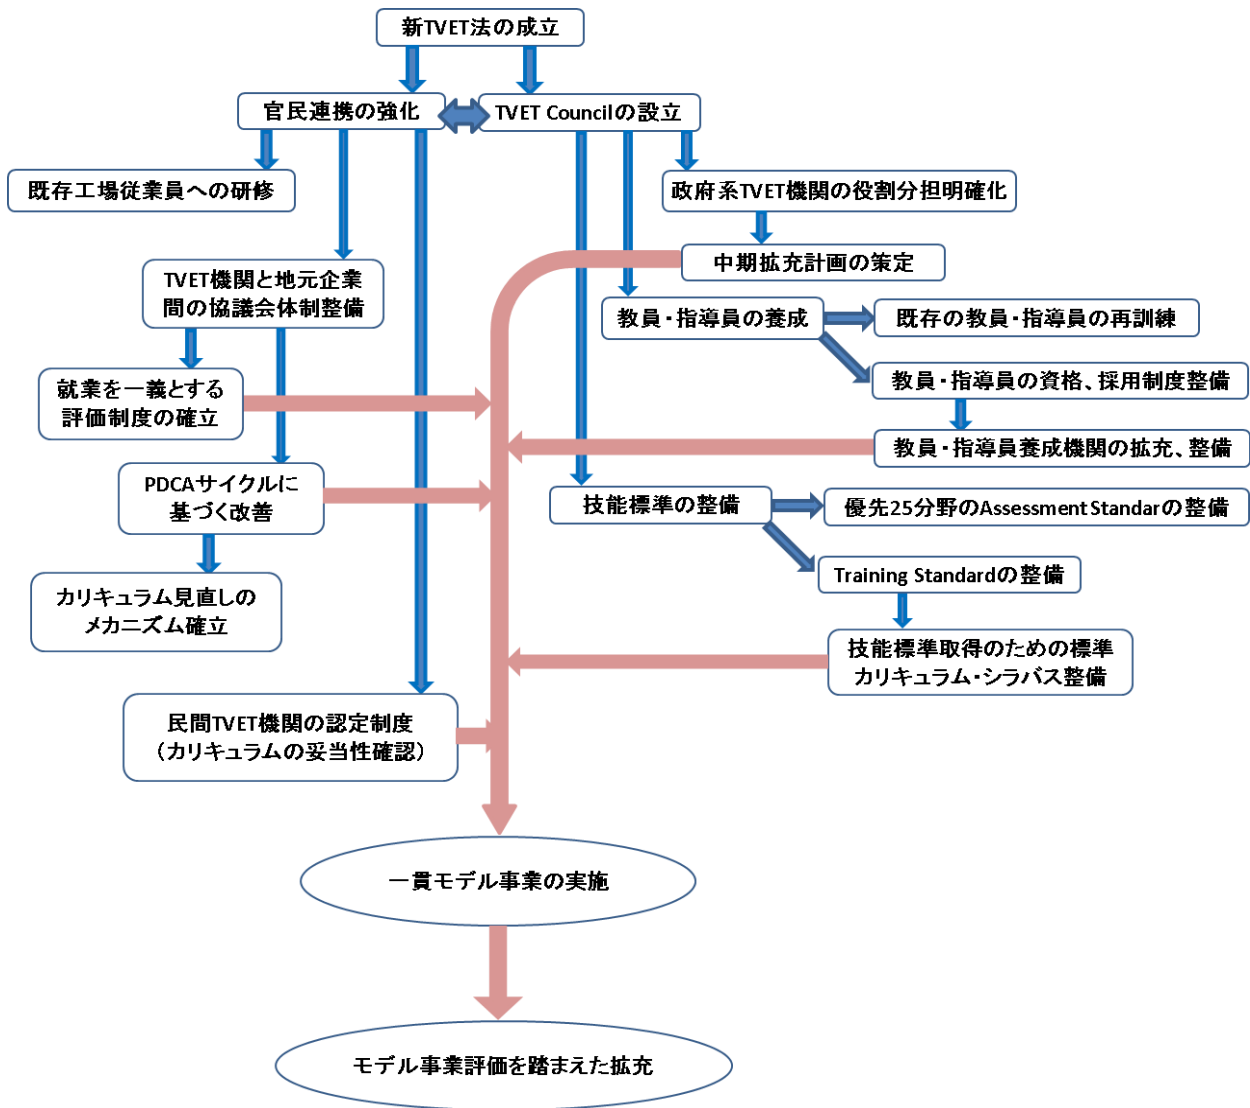 新TVET法の成立
官民連携の強化
TVET Councilの設立
既存工場従業員への研修
政府系TVET機関の役割分担明確化
中期拡充計画の策定
TVET機関と地元企業
間の協議会体制整備
教員・指導員の養成
既存の教員・指導員の再訓練
就業を一義とする
評価制度の確立
教員・指導員の資格、採用制度整備
教員・指導員養成機関の拡充、整備
PDCAサイクルに
基づく改善
技能標準の整備
優先25分野のAssessment Standarの整備
Training Standardの整備
カリキュラム見直しの
メカニズム確立
技能標準取得のための標準
カリキュラム・シラバス整備
民間TVET機関の認定制度
（カリキュラムの妥当性確認）
一貫モデル事業の実施
モデル事業評価を踏まえた拡充